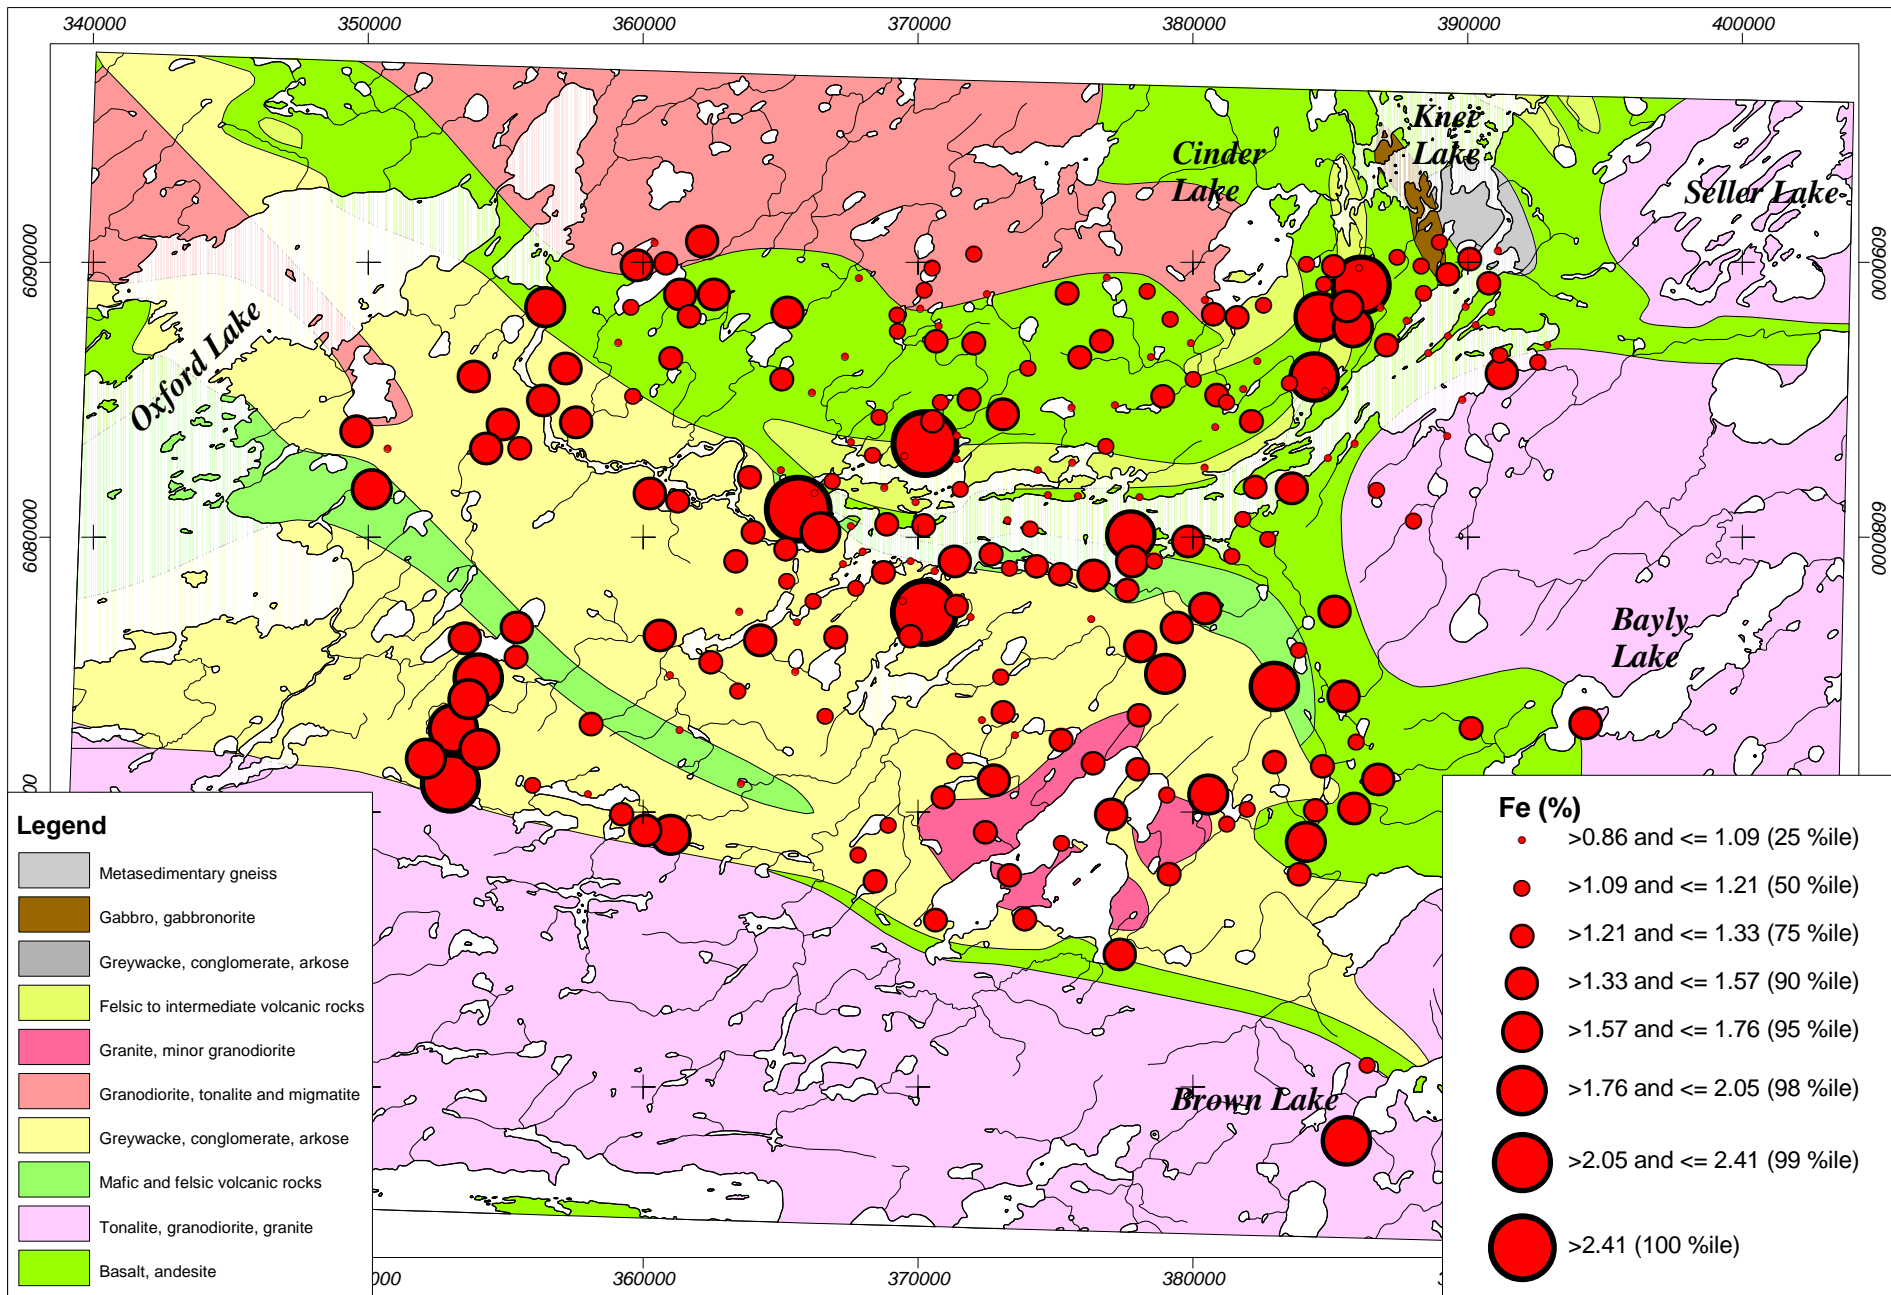 340000
350000
360000
370000
380000
390000
400000
Knee
Lake
Cinder
Lake
Seller Lake
6090000
6090000
Oxford Lake
6080000
6080000
Bayly
Lake
Brown Lake
Legend
Metasedimentary gneiss
Gabbro, gabbronorite
Greywacke, conglomerate, arkose
Felsic to intermediate volcanic rocks
Granite, minor granodiorite
Granodiorite, tonalite and migmatite
Greywacke, conglomerate, arkose
Mafic and felsic volcanic rocks
Tonalite, granodiorite, granite
Basalt, andesite
Fe (%)
>0.86 and <= 1.09 (25 %ile)
>1.09 and <= 1.21 (50 %ile)
>1.21 and <= 1.33 (75 %ile)
>1.33 and <= 1.57 (90 %ile)
>1.57 and <= 1.76 (95 %ile)
>1.76 and <= 2.05 (98 %ile)
>2.05 and <= 2.41 (99 %ile)
>2.41 (100 %ile)
360000
370000
380000